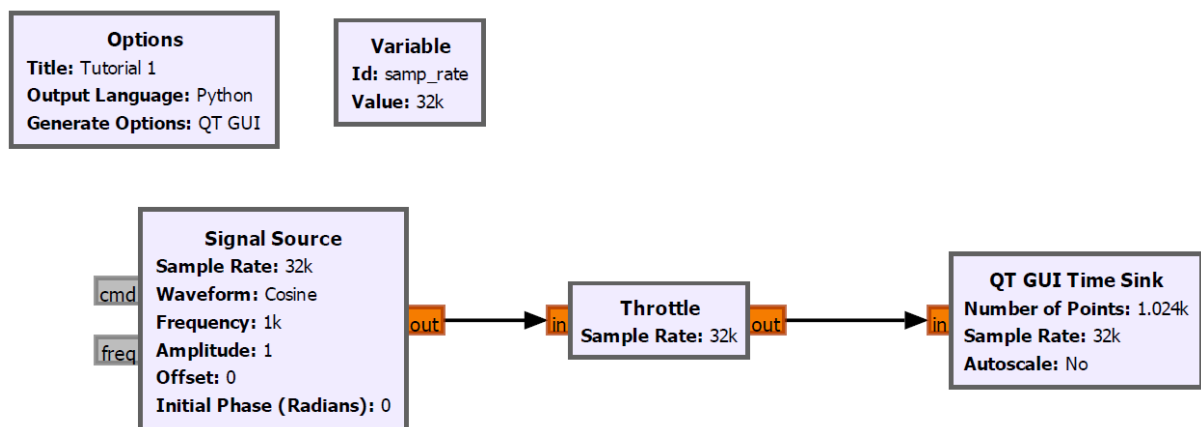 Options
Title: Tutorial 1
Output Language: Python
Generate Options: QT GUI
Variable
Id: samp_rate
Value: 32k
cmd
freq
Signal Source
Sample Rate: 32k
Waveform: Cosine
Frequency: 1k
Amplitude: 1
Offset: 0
Initial Phase (Radians): 0
out
in
Throttle
Sample Rate: 32k
out
in
QT GUI Time Sink
Number of Points: 1.024k
Sample Rate: 32k
Autoscale: No